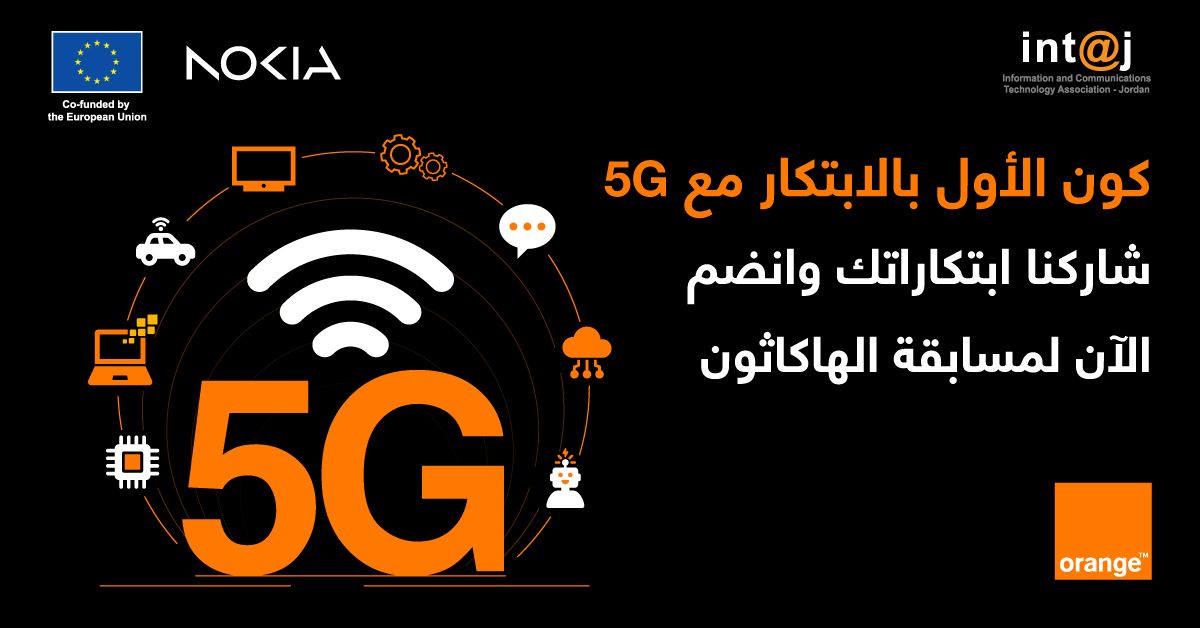 Co-funded by
the European Union
NOKIA
int@j
Information and Communications
Technology Association - Jordan
كون الأول بالابتكار مع 5G
شاركنا ابتكاراتك وانضم
الآن لمسابقة الهاكاثون
5G
orange™